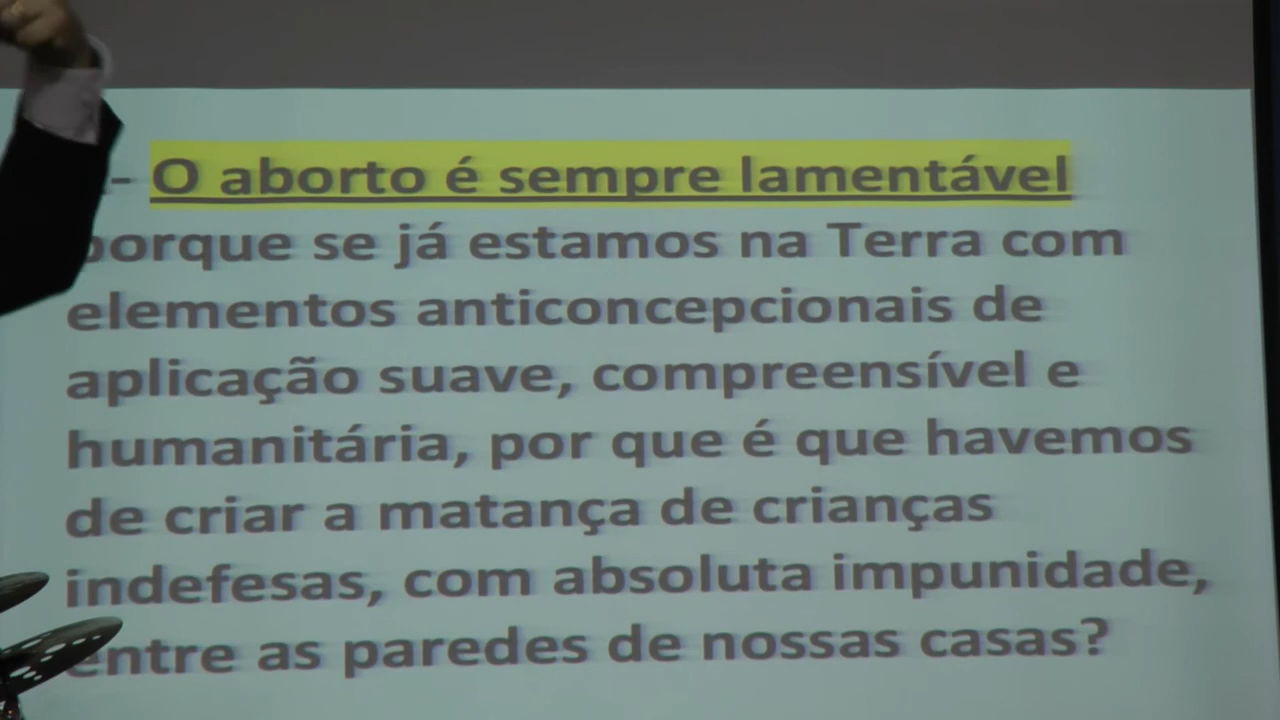 - O aborto é sempre lamentável
porque se já estamos na Terra com
elementos anticoncepcionais de
aplicação suave, compreensível e
humanitária, por que é que havemos
de criar a matança de crianças
indefesas, com absoluta impunidade,
entre as paredes de nossas casas?